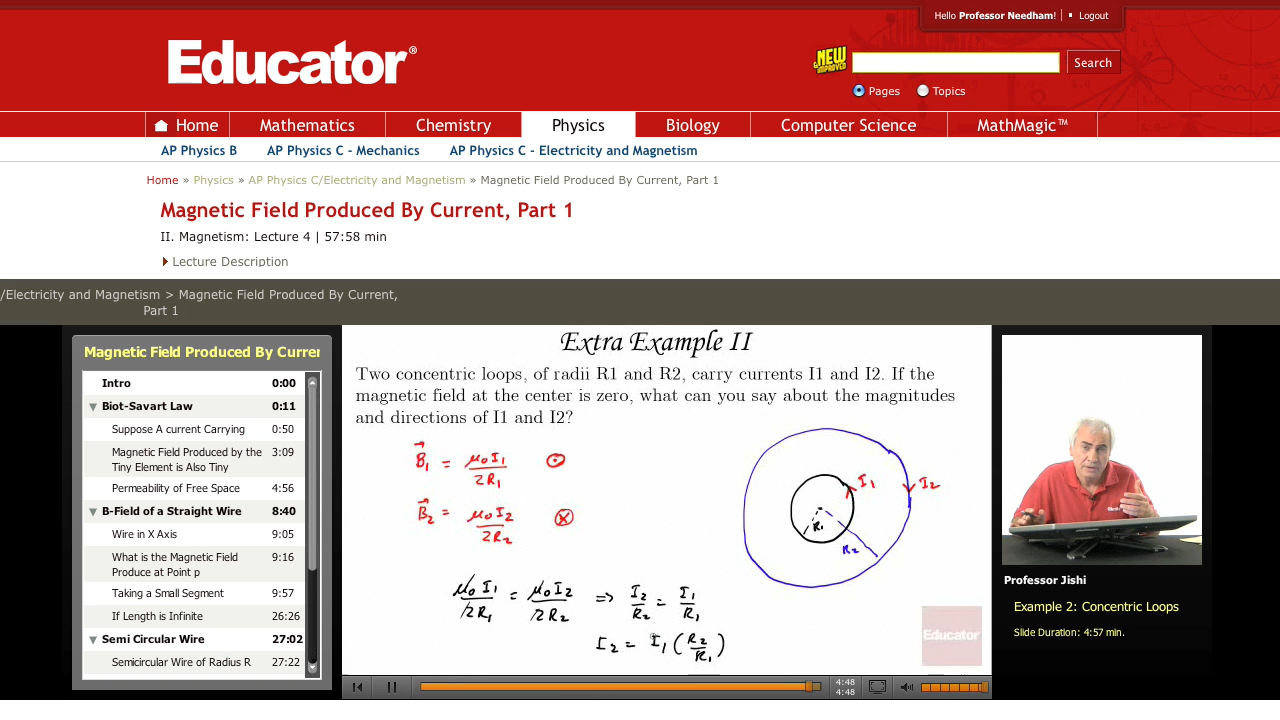 Hello Professor Needham! Logout
Educator®
NEW
& IMPROVED
Search
Pages Topics
Home Mathematics Chemistry Physics Biology Computer Science MathMagic™
AP Physics B AP Physics C - Mechanics AP Physics C - Electricity and Magnetism
Home » Physics » AP Physics C/Electricity and Magnetism » Magnetic Field Produced By Current, Part 1
Magnetic Field Produced By Current, Part 1
II. Magnetism: Lecture 4 | 57:58 min
Lecture Description
/Electricity and Magnetism > Magnetic Field Produced By Current,
Part 1
Magnetic Field Produced By Curre
Intro 0:00
Biot-Savart Law 0:11
Suppose A current Carrying 0:50
Magnetic Field Produced by the 3:09
Tiny Element is Also Tiny
Permeability of Free Space 4:56
B-Field of a Straight Wire 8:40
Wire in X Axis 9:05
What is the Magnetic Field 9:16
Produce at Point p
Taking a Small Segment 9:57
If Length is Infinite 26:26
Semi Circular Wire 27:02
Semicircular Wire of Radius R 27:22
Extra Example II
Two concentric loops, of radii R1 and R2, carry currents I1 and I2. If the
magnetic field at the center is zero, what can you say about the magnitudes
and directions of I1 and I2?
B⃗₁ = μ₀I₁/2R₁ ⊙
B⃗₂ = μ₀I₂/2R₂ ⊗
I₁ I₂
R₁
R₂
μ₀I₁/2R₁ = μ₀I₂/2R₂ ⇒ I₂/R₂ = I₁/R₁
I₂ = I₁(R₂/R₁)
Educator
4:48
4:48
Professor Jishi
Example 2: Concentric Loops
Slide Duration: 4:57 min.